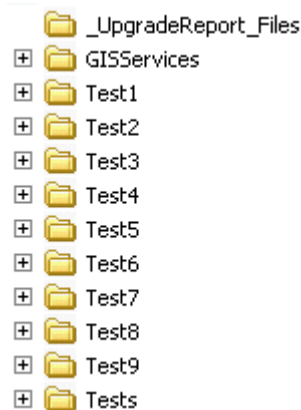 _UpgradeReport_Files
GISServices
Test1
Test2
Test3
Test4
Test5
Test6
Test7
Test8
Test9
Tests